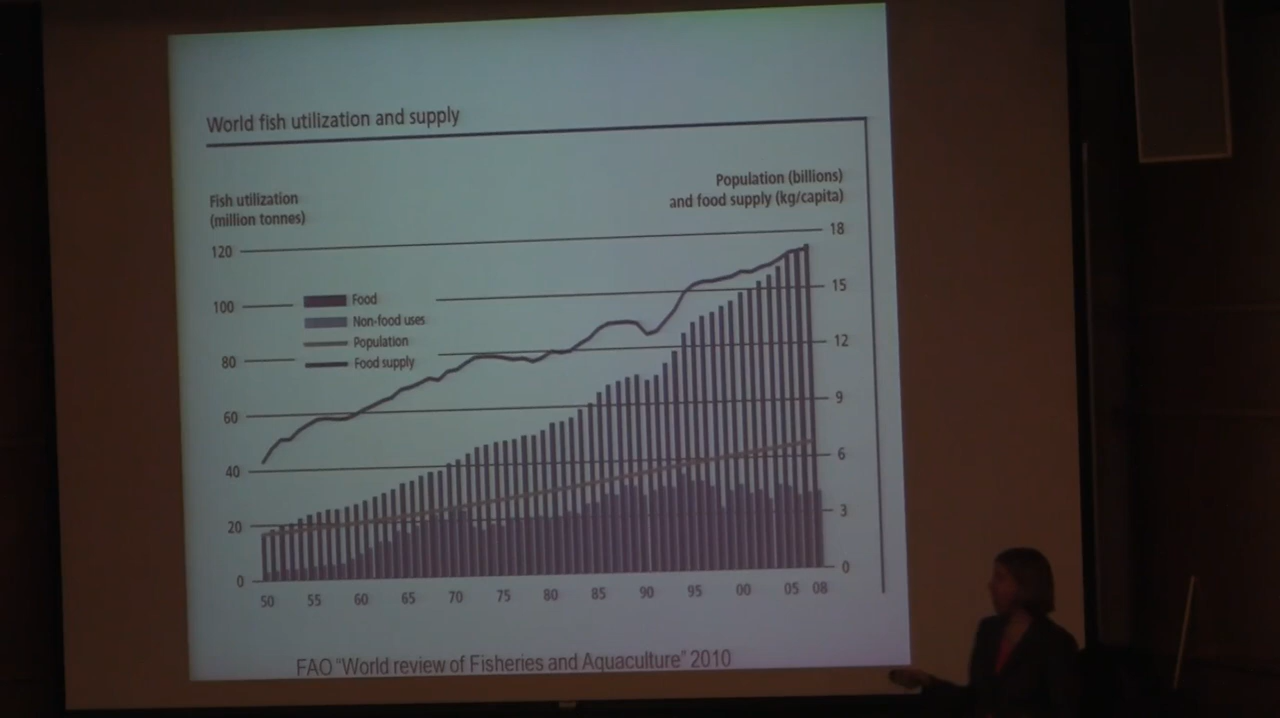 World fish utilization and supply
Fish utilization
(million tonnes)
Population (billions)
and food supply (kg/capita)
120
100
80
60
40
20
0
18
15
12
9
6
3
0
Food
Non-food uses
Population
Food supply
50 55 60 65 70 75 80 85 90 95 00 05 08
FAO "World review of Fisheries and Aquaculture" 2010